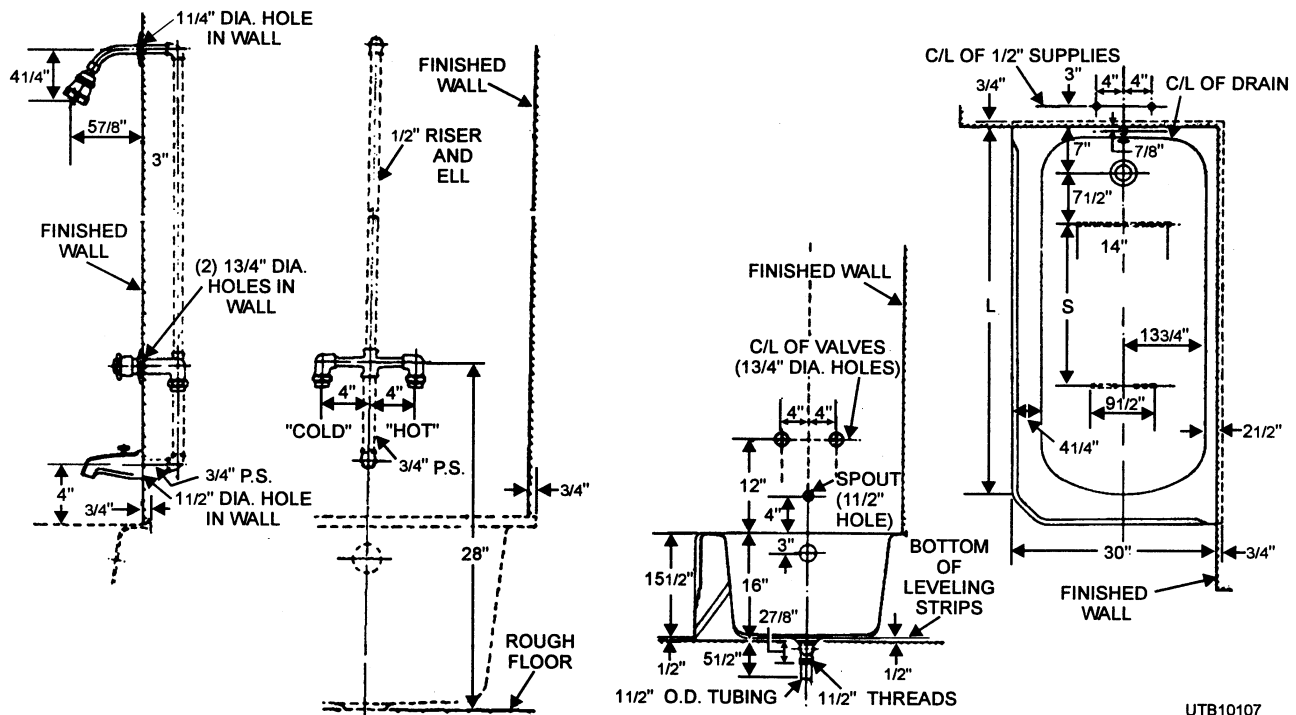 11/4" DIA. HOLE
IN WALL
41/4"
57/8"
3"
FINISHED
WALL
1/2" RISER
AND
ELL
FINISHED
WALL
(2) 13/4" DIA.
HOLES IN
WALL
4"
4"
"COLD"
"HOT"
3/4" P.S.
3/4" P.S.
11/2" DIA. HOLE
IN WALL
4"
3/4"
3/4"
28"
ROUGH
FLOOR
FINISHED WALL
C/L OF VALVES
(13/4" DIA. HOLES)
4"
4"
12"
SPOUT
(11/2"
HOLE)
4"
3"
151/2"
16"
27/8"
BOTTOM
OF
LEVELING
STRIPS
1/2"
51/2"
1/2"
11/2" O.D. TUBING
11/2" THREADS
C/L OF 1/2" SUPPLIES
3/4"
3"
4"
4"
C/L OF DRAIN
7"
7/8"
71/2"
14"
L
S
133/4"
91/2"
41/4"
21/2"
30"
3/4"
FINISHED
WALL
UTB10107